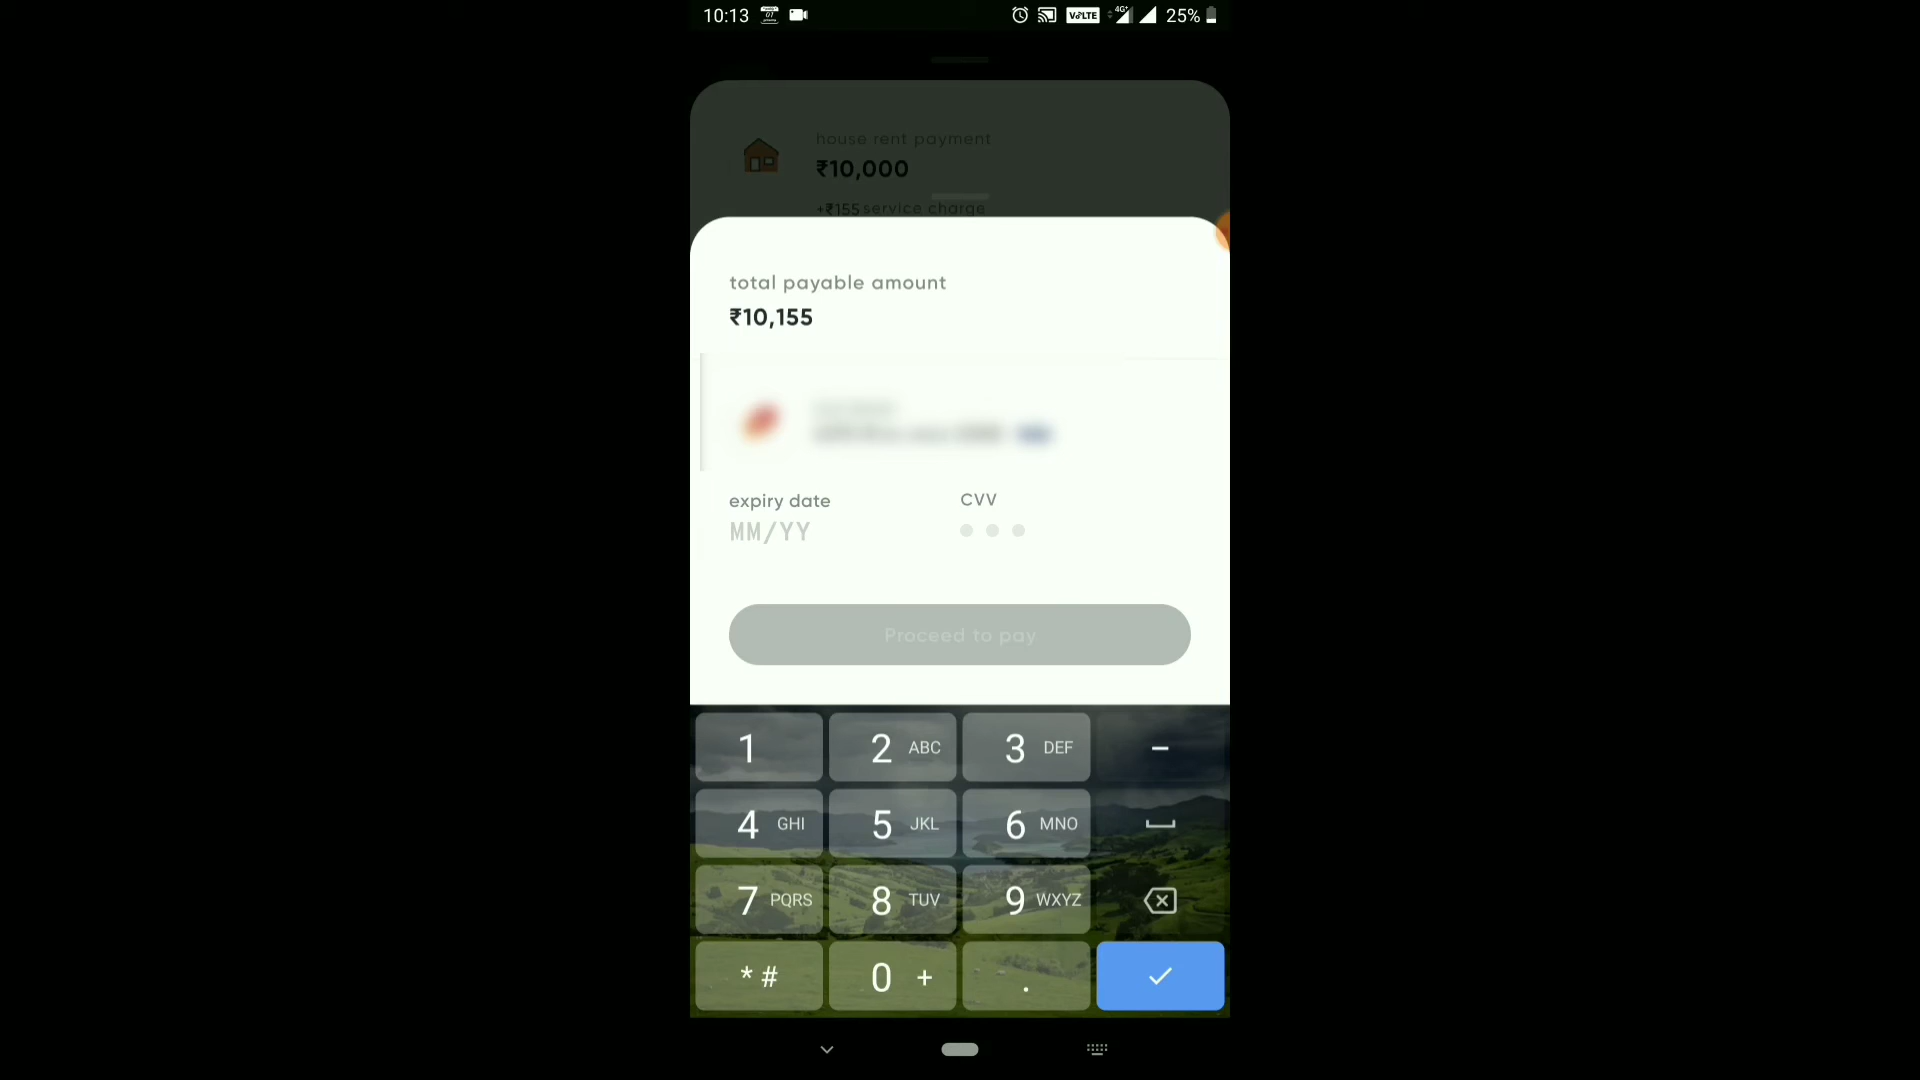 10:13 VoLTE 4G+ 25%
house rent payment
₹10,000
+₹155 service charge
total payable amount
₹10,155
expiry date CVV
MM/YY
Proceed to pay
1 2 ABC 3 DEF –
4 GHI 5 JKL 6 MNO
7 PQRS 8 TUV 9 WXYZ
* # 0 + .